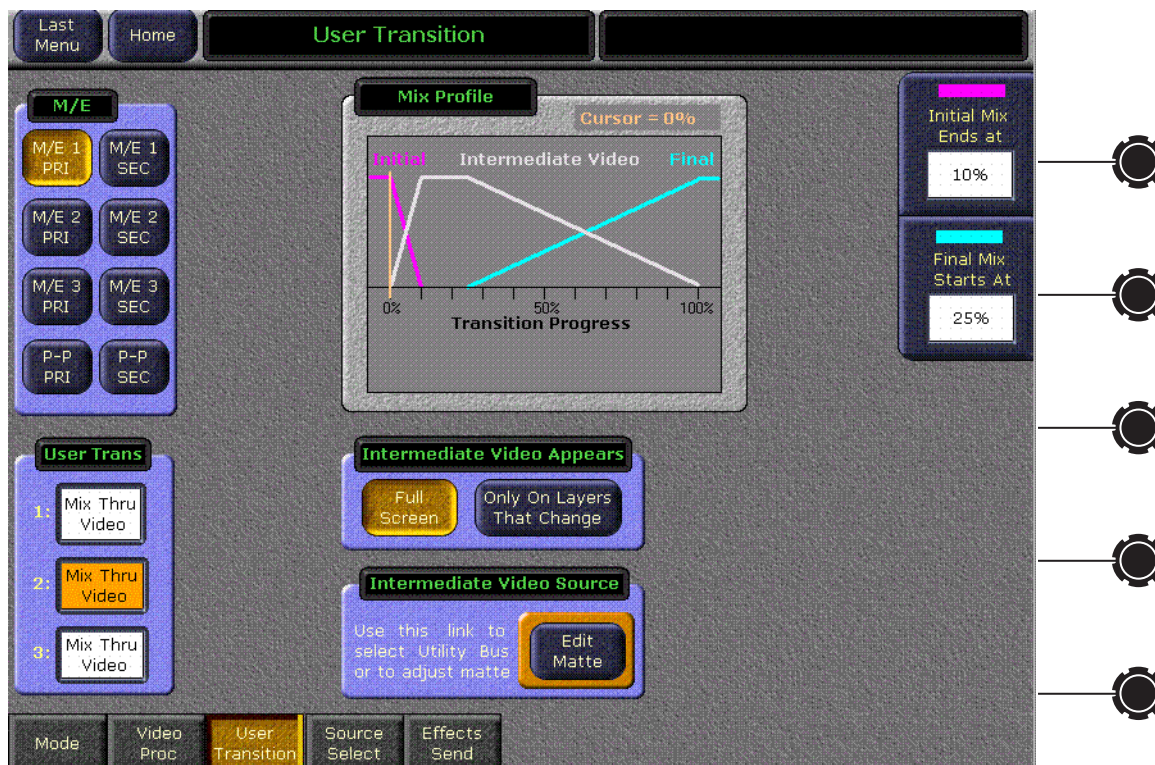 Last
Menu
Home
User Transition
M/E
M/E 1
PRI
M/E 1
SEC
M/E 2
PRI
M/E 2
SEC
M/E 3
PRI
M/E 3
SEC
P-P
PRI
P-P
SEC
Mix Profile
Cursor = 0%
Initial
Intermediate Video
Final
0%
50%
100%
Transition Progress
Initial Mix
Ends at
10%
Final Mix
Starts At
25%
User Trans
1:
Mix Thru
Video
2:
Mix Thru
Video
3:
Mix Thru
Video
Intermediate Video Appears
Full
Screen
Only On Layers
That Change
Intermediate Video Source
Use this link to
select Utility Bus
or to adjust matte
Edit
Matte
Mode
Video
Proc
User
Transition
Source
Select
Effects
Send